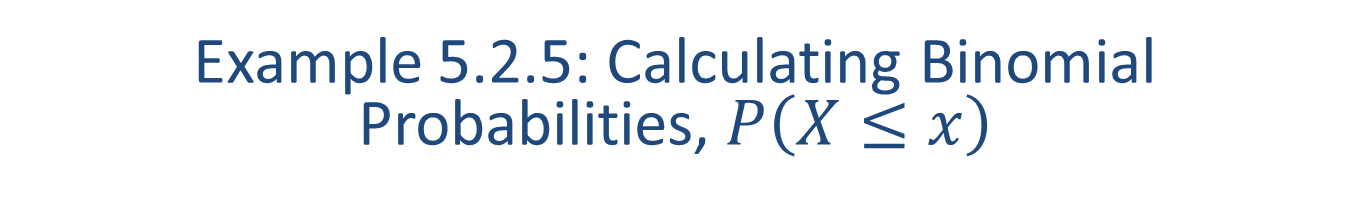 Example 5.2.5: Calculating Binomial
Probabilities, 𝑃(𝑋 ≤ 𝑥)